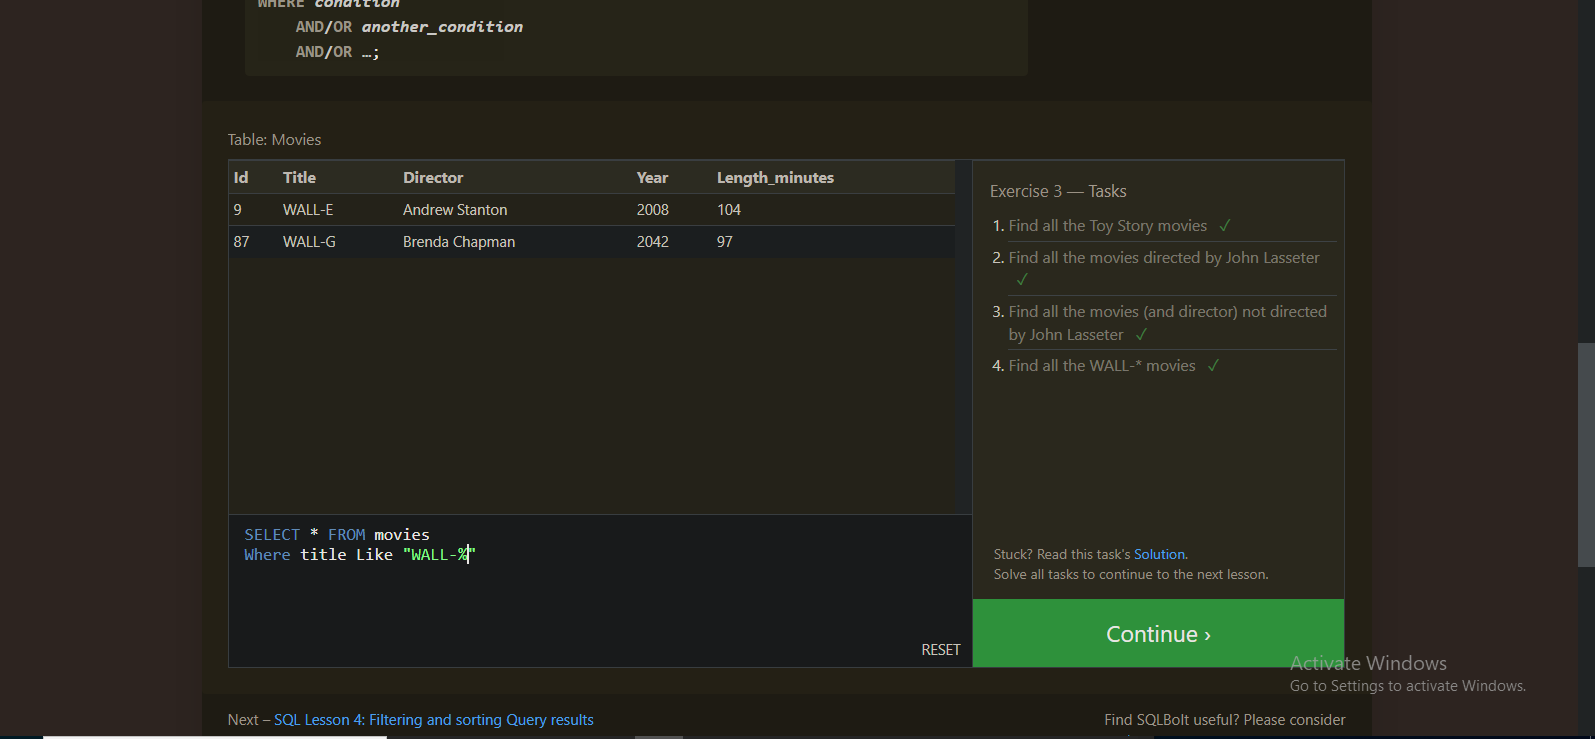 WHERE condition
AND/OR another_condition
AND/OR …;
Table: Movies
Id Title Director Year Length_minutes
9 WALL-E Andrew Stanton 2008 104
87 WALL-G Brenda Chapman 2042 97
Exercise 3 — Tasks
1. Find all the Toy Story movies ✓
2. Find all the movies directed by John Lasseter
✓
3. Find all the movies (and director) not directed
by John Lasseter ✓
4. Find all the WALL-* movies ✓
SELECT * FROM movies
Where title Like "WALL-%"
RESET
Stuck? Read this task's Solution.
Solve all tasks to continue to the next lesson.
Continue ›
Activate Windows
Go to Settings to activate Windows.
Next – SQL Lesson 4: Filtering and sorting Query results
Find SQLBolt useful? Please consider